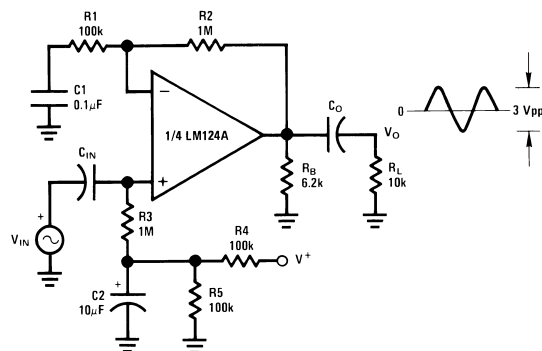 R1
100k
R2
1M
C1
0.1μF
−
1/4 LM124A
+
CIN
VIN
+
R3
1M
R4
100k
V+
C2
10μF
+
R5
100k
RB
6.2k
CO
VO
RL
10k
0
3 Vpp